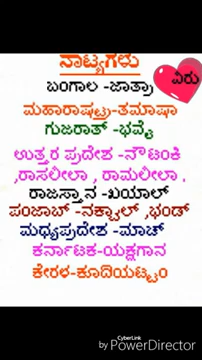 ನಾಟ್ಯಗಳು
ವಿರು
ಬಂಗಾಲ -ಜಾತ್ರಾ
ಮಹಾರಾಷ್ಟ್ರ-ತಮಾಷಾ
ಗುಜರಾತ್ -ಭವೈ
ಉತ್ತರ ಪ್ರದೇಶ -ನೌಟಂಕಿ
,ರಾಸಲೀಲಾ , ರಾಮಲೀಲಾ .
ರಾಜಸ್ತಾನ -ಖಯಾಲ್
ಪಂಜಾಬ್ -ನಕ್ಟಾಲ್ ,ಭಂಡ್
ಮಧ್ಯಪ್ರದೇಶ -ಮಾಚ್
ಕರ್ನಾಟಕ-ಯಕ್ಷಗಾನ
ಕೇರಳ-ಕೂಡಿಯಟ್ಟಂ
CyberLink
by PowerDirector